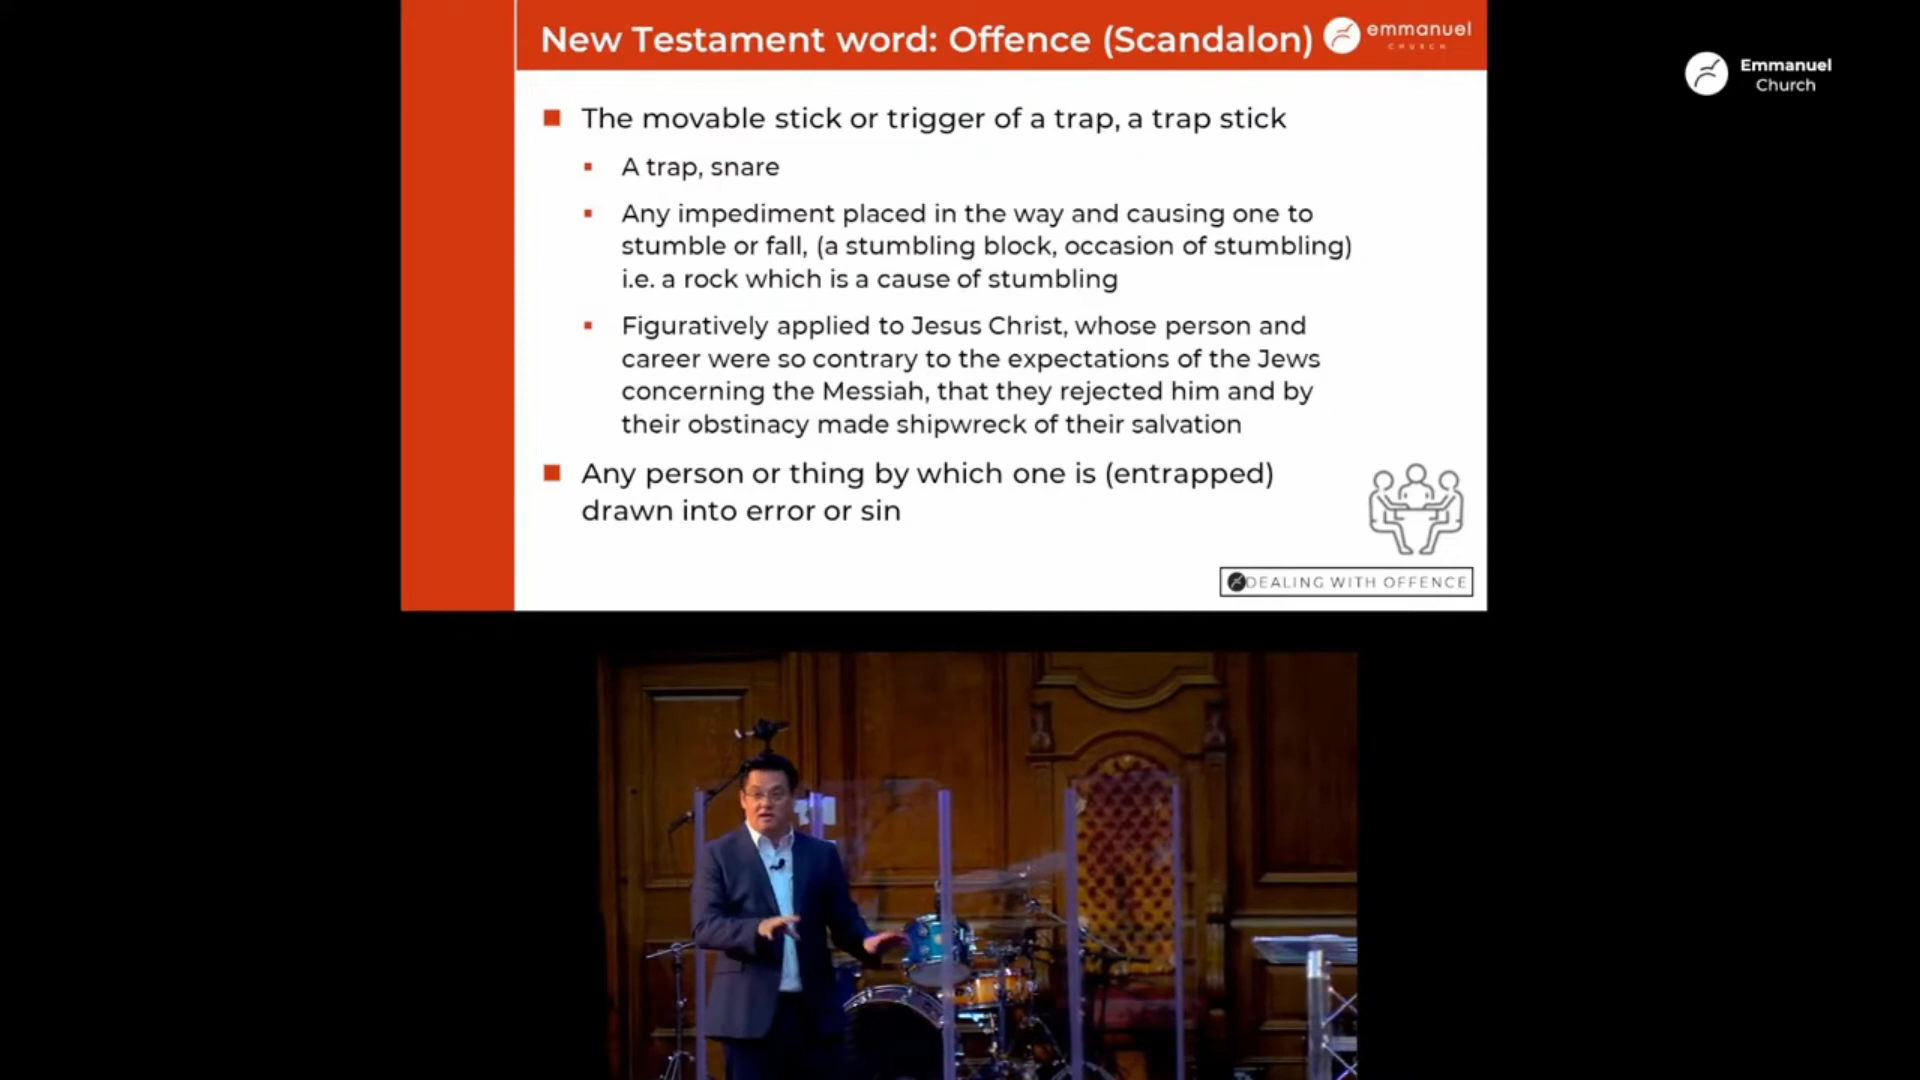 New Testament word: Offence (Scandalon)
emmanuel
CHURCH
Emmanuel
Church
The movable stick or trigger of a trap, a trap stick
A trap, snare
Any impediment placed in the way and causing one to
stumble or fall, (a stumbling block, occasion of stumbling)
i.e. a rock which is a cause of stumbling
Figuratively applied to Jesus Christ, whose person and
career were so contrary to the expectations of the Jews
concerning the Messiah, that they rejected him and by
their obstinacy made shipwreck of their salvation
Any person or thing by which one is (entrapped)
drawn into error or sin
DEALING WITH OFFENCE